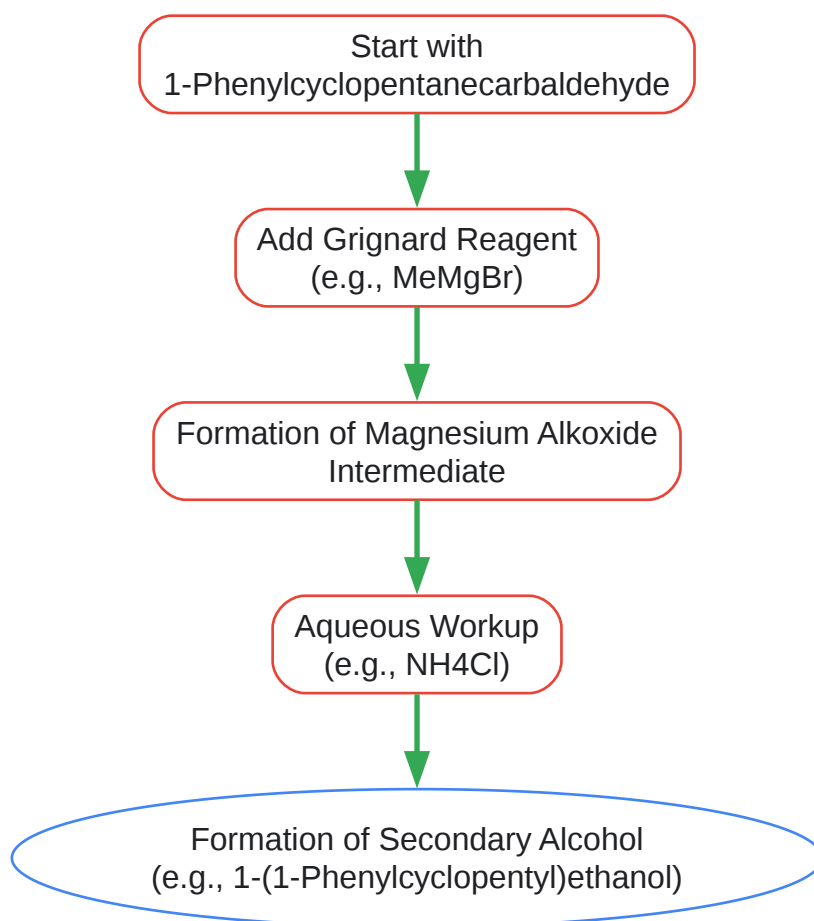 Start with
1-Phenylcyclopentanecarbaldehyde
Add Grignard Reagent
(e.g., MeMgBr)
Formation of Magnesium Alkoxide
Intermediate
Aqueous Workup
(e.g., NH4Cl)
Formation of Secondary Alcohol
(e.g., 1-(1-Phenylcyclopentyl)ethanol)